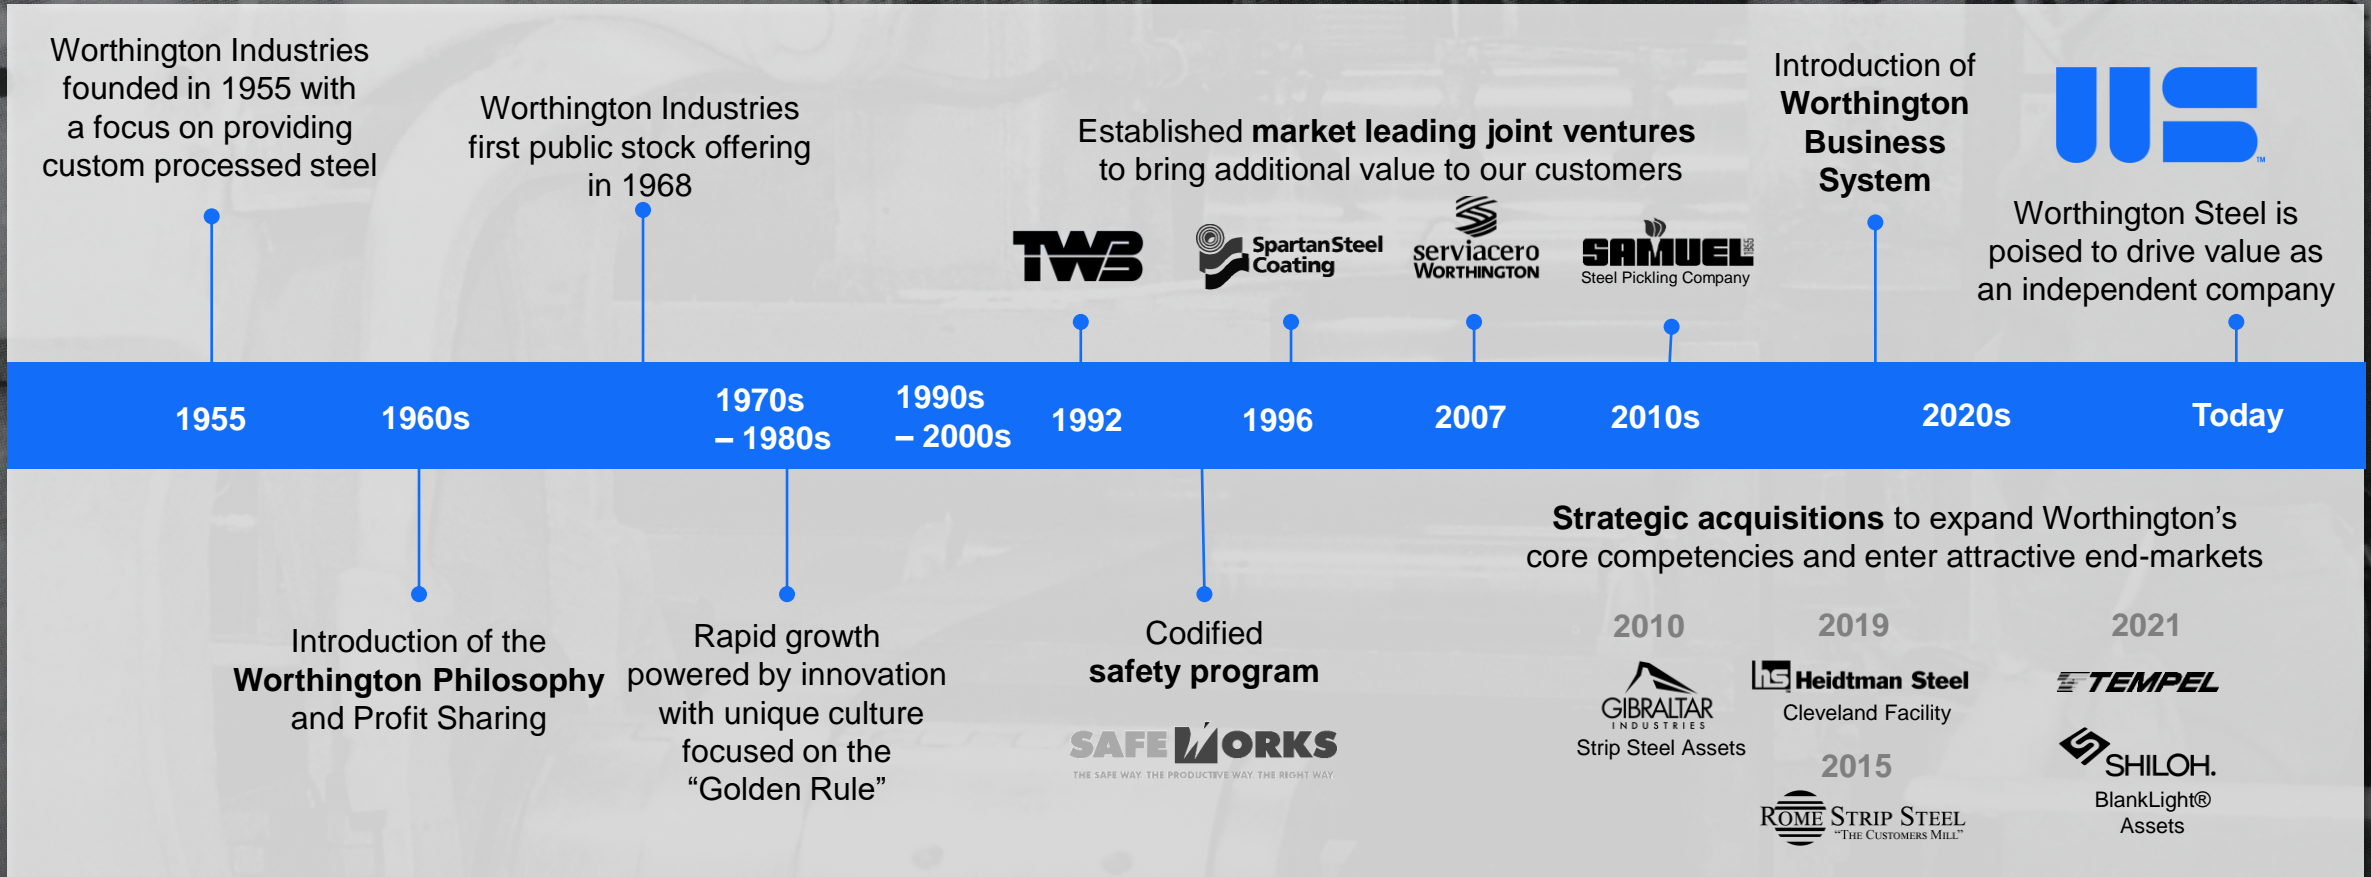 Worthington Industries
founded in 1955 with
a focus on providing
custom processed steel
Worthington Industries
first public stock offering
in 1968
Established market leading joint ventures
to bring additional value to our customers
TWB
Spartan Steel
Coating
serviacero
WORTHINGTON
SAMUEL
1855
Steel Pickling Company
Introduction of
Worthington
Business
System
WS
™
Worthington Steel is
poised to drive value as
an independent company
1955
1960s
1970s
– 1980s
1990s
– 2000s
1992
1996
2007
2010s
2020s
Today
Introduction of the
Worthington Philosophy
and Profit Sharing
Rapid growth
powered by innovation
with unique culture
focused on the
“Golden Rule”
Codified
safety program
SAFEWORKS
THE SAFE WAY THE PRODUCTIVE WAY THE RIGHT WAY
Strategic acquisitions to expand Worthington’s
core competencies and enter attractive end-markets
2010
GIBRALTAR
INDUSTRIES
Strip Steel Assets
2019
hs Heidtman Steel
Cleveland Facility
2015
ROME STRIP STEEL
“THE CUSTOMERS MILL”
2021
TEMPEL
SHILOH.
BlankLight®
Assets